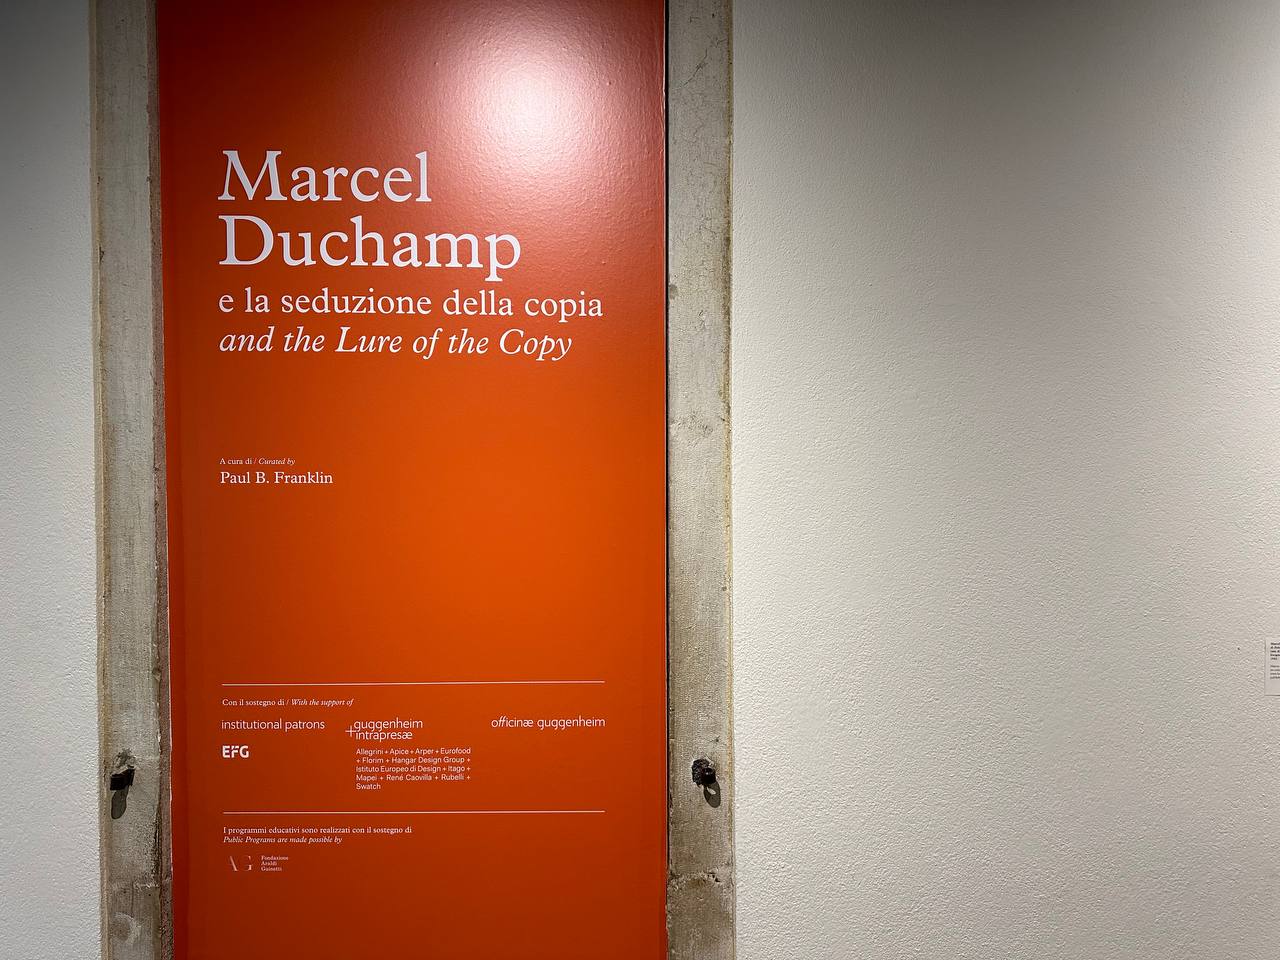 Marcel
Duchamp
e la seduzione della copia
and the Lure of the Copy
A cura di / Curated by
Paul B. Franklin
Con il sostegno di / With the support of
institutional patrons
EFG
guggenheim
+intrapresæ
Allegrini + Apice + Arper + Eurofood
+ Florim + Hangar Design Group +
Istituto Europeo di Design + Itago +
Mapei + René Caovilla + Rubelli +
Swatch
officinæ guggenheim
I programmi educativi sono realizzati con il sostegno di
Public Programs are made possible by
AG
Fondazione
Araldi
Guinetti